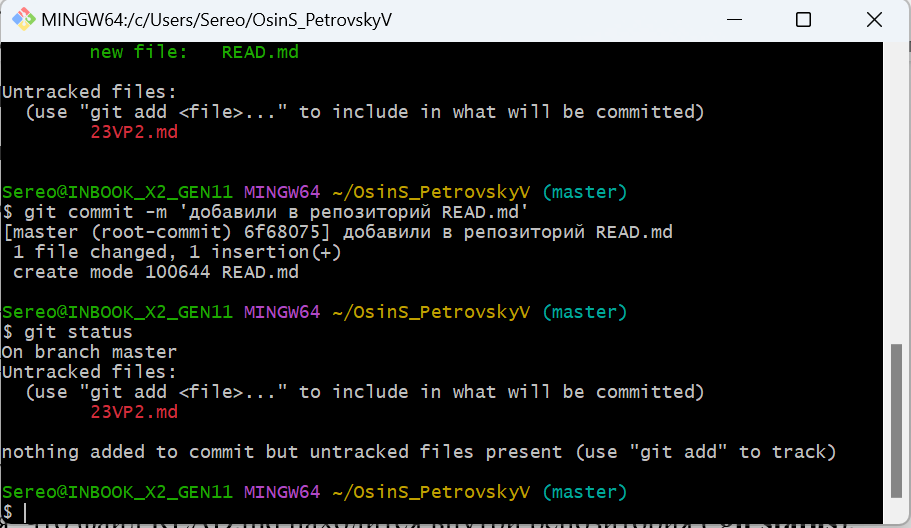 MINGW64:/c/Users/Sereo/OsinS_PetrovskyV
new file:   READ.md
Untracked files:
(use "git add <file>..." to include in what will be committed)
23VP2.md
Sereo@INBOOK_X2_GEN11 MINGW64 ~/OsinS_PetrovskyV (master)
$ git commit -m 'добавили в репозиторий READ.md'
[master (root-commit) 6f68075] добавили в репозиторий READ.md
1 file changed, 1 insertion(+)
create mode 100644 READ.md
Sereo@INBOOK_X2_GEN11 MINGW64 ~/OsinS_PetrovskyV (master)
$ git status
On branch master
Untracked files:
(use "git add <file>..." to include in what will be committed)
23VP2.md
nothing added to commit but untracked files present (use "git add" to track)
Sereo@INBOOK_X2_GEN11 MINGW64 ~/OsinS_PetrovskyV (master)
$